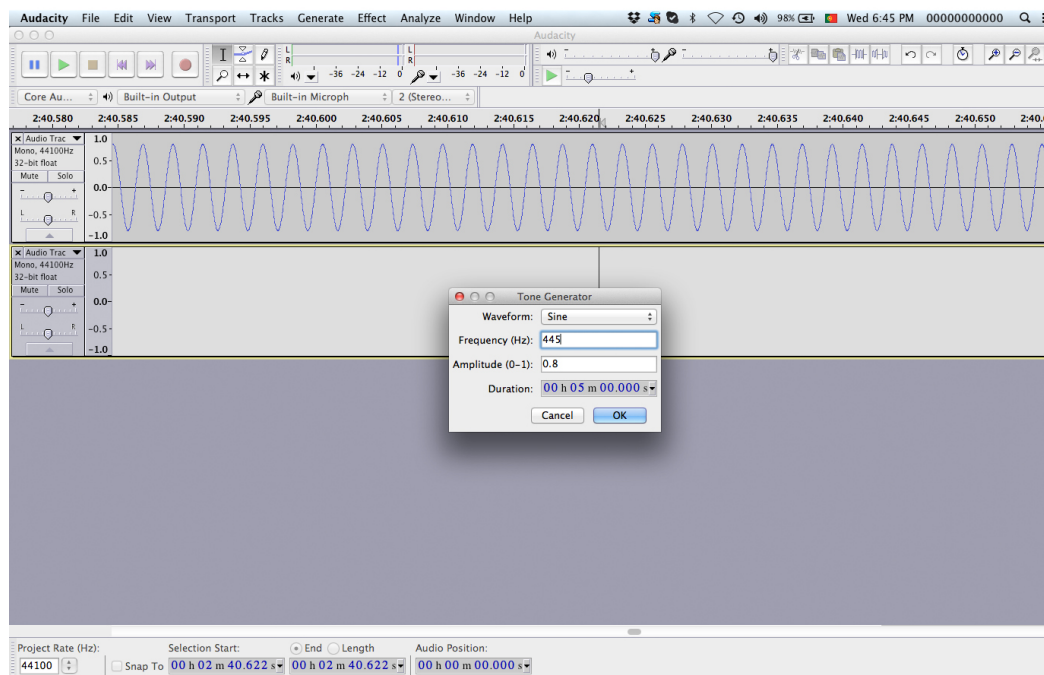 Audacity File Edit View Transport Tracks Generate Effect Analyze Window Help 98% Wed 6:45 PM 00000000000
Audacity
L R -36 -24 -12 0 L R -36 -24 -12 0
Core Au... Built-in Output Built-in Microph 2 (Stereo...
2:40.580 2:40.585 2:40.590 2:40.595 2:40.600 2:40.605 2:40.610 2:40.615 2:40.620 2:40.625 2:40.630 2:40.635 2:40.640 2:40.645 2:40.650 2:40.
Audio Trac 1.0
Mono, 44100Hz
32-bit float 0.5
Mute Solo
- + 0.0
L R -0.5
-1.0
Audio Trac 1.0
Mono, 44100Hz
32-bit float 0.5
Mute Solo
- + 0.0
L R -0.5
-1.0
Tone Generator
Waveform: Sine
Frequency (Hz): 445
Amplitude (0-1): 0.8
Duration: 00 h 05 m 00.000 s
Cancel OK
Project Rate (Hz): Selection Start: End Length Audio Position:
44100 Snap To 00 h 02 m 40.622 s 00 h 02 m 40.622 s 00 h 00 m 00.000 s